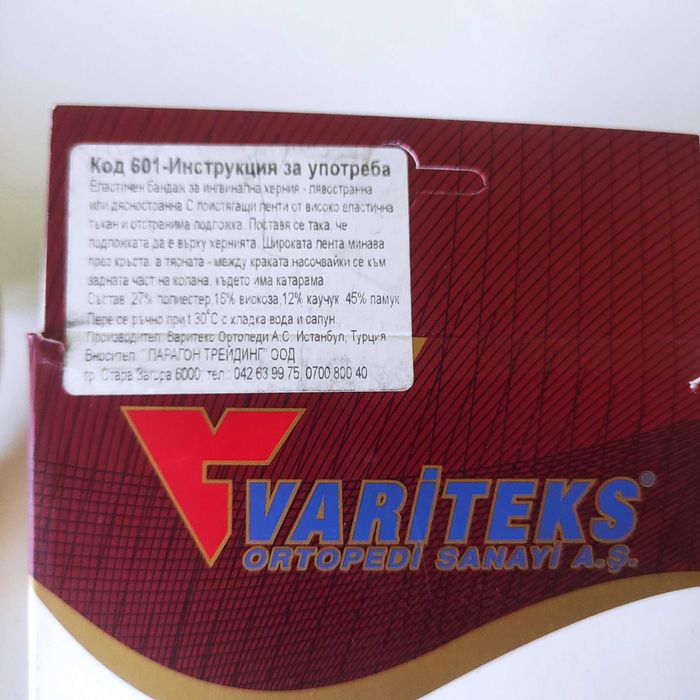 Код 601-Инструкция за употреба
Еластичен бандаж за ингвинална херния - лявостранна
или дясностранна С пристягащи ленти от високо еластична
тъкан и отстранима подложка. Поставя се така, че
подложката да е върху хернията. Широката лента минава
през кръста, а тясната - между краката,насочвайки се към
задната част на колана, където има катарама
Състав: 27% полиестер,16% вискоза,12% каучук, 45% памук
Пере се ръчно при t 30°С с хладка вода и сапун
Производител: Варитекс Ортопеди А.С. Истанбул, Турция
Вносител: "ПАРАГОН ТРЕЙДИНГ" ООД
гр. Стара Загора 6000, тел.: 042 63 99 75, 0700 800 40
VARİTEKS®
ORTOPEDİ SANAYİ A.Ş.